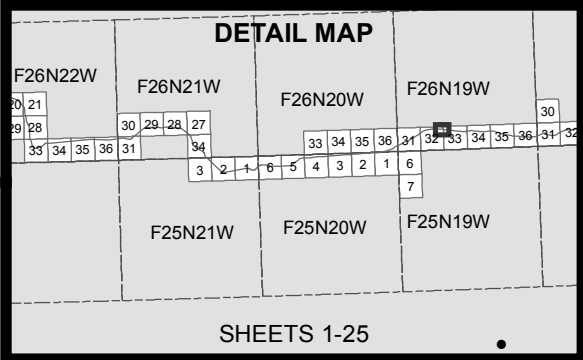 DETAIL MAP
F26N22W
F26N21W
F26N20W
F26N19W
20 21
29 28
33 34 35 36 31
30 29 28 27
34
3 2 1 6 5 4 3 2 1 6
33 34 35 36 31 32 33 34 35 36 31 32
30
7
F25N21W
F25N20W
F25N19W
SHEETS 1-25